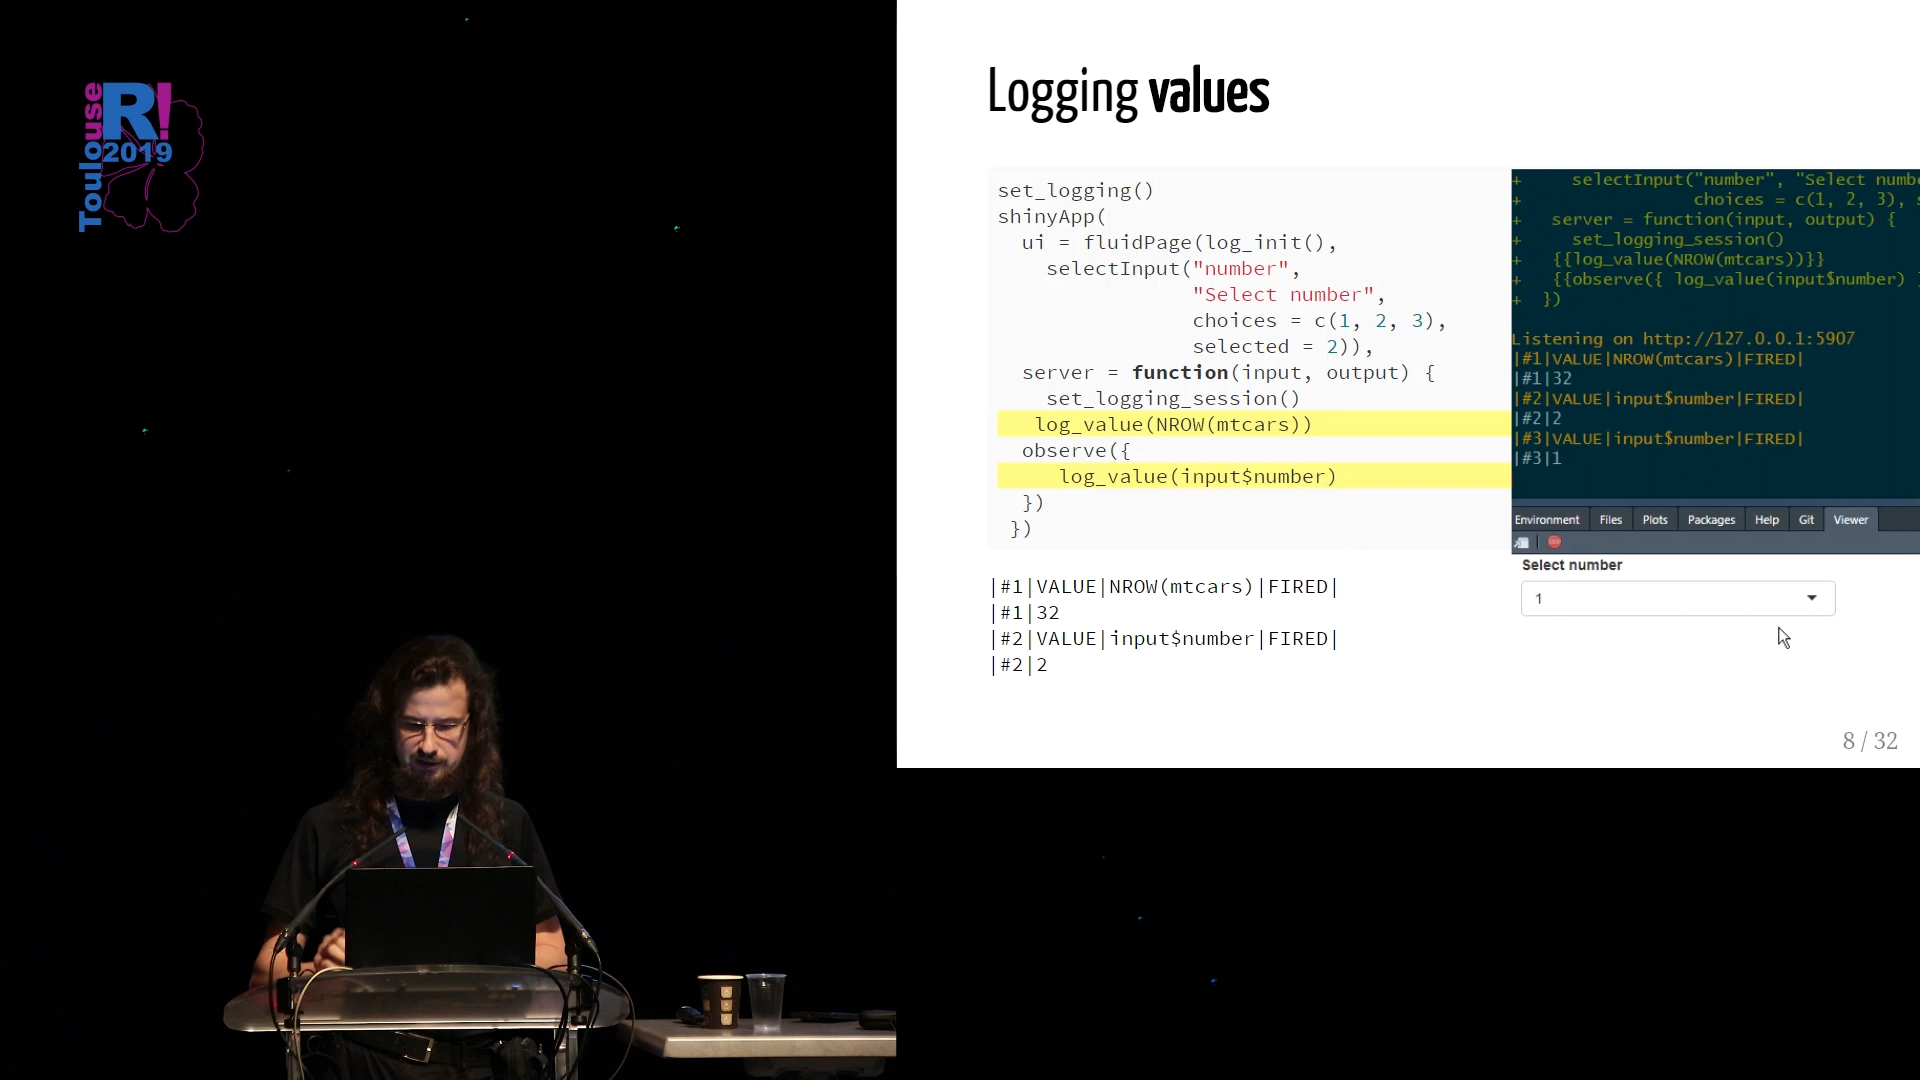 Toulouse
R!
2019
Logging values
set_logging()
shinyApp(
  ui = fluidPage(log_init(),
    selectInput("number",
                "Select number",
                choices = c(1, 2, 3),
                selected = 2)),
  server = function(input, output) {
    set_logging_session()
   log_value(NROW(mtcars))
  observe({
     log_value(input$number)
  })
 })
|#1|VALUE|NROW(mtcars)|FIRED|
|#1|32
|#2|VALUE|input$number|FIRED|
|#2|2
+     selectInput("number", "Select numb
+                 choices = c(1, 2, 3), s
+   server = function(input, output) {
+     set_logging_session()
+   {{log_value(NROW(mtcars))}}
+   {{observe({ log_value(input$number)
+  })
Listening on http://127.0.0.1:5907
|#1|VALUE|NROW(mtcars)|FIRED|
|#1|32
|#2|VALUE|input$number|FIRED|
|#2|2
|#3|VALUE|input$number|FIRED|
|#3|1
Environment Files Plots Packages Help Git Viewer
Select number
1
8 / 32